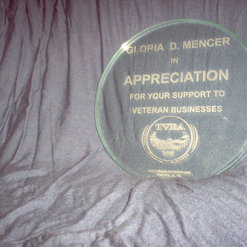 GLORIA D. MENCER
IN
APPRECIATION
FOR YOUR SUPPORT TO
VETERAN BUSINESSES
TVBA